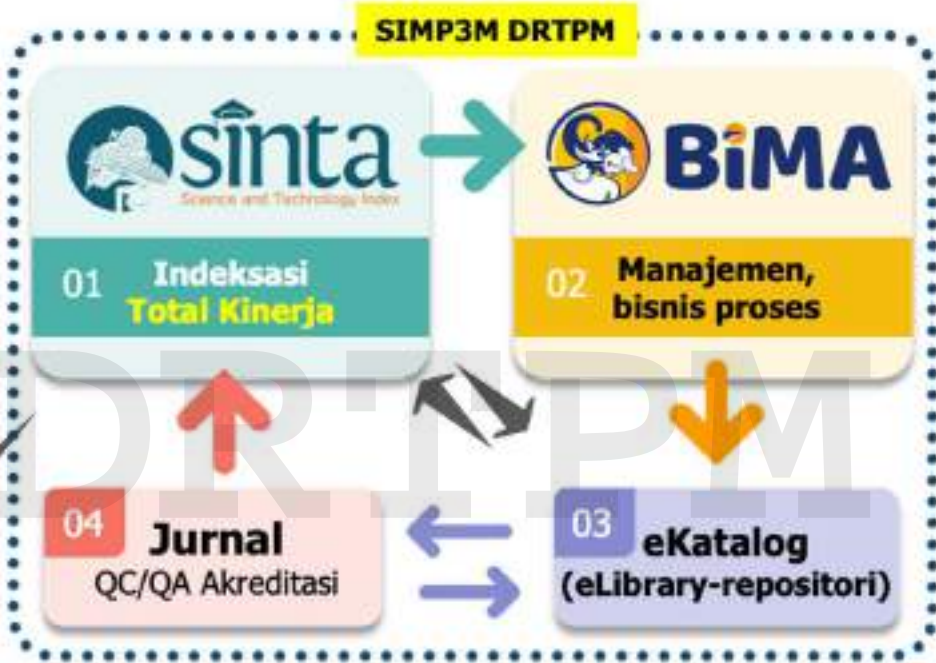 SIMP3M DRTPM
sînta
Science and Technology Index
BiMA
01 Indeksasi
Total Kinerja
02 Manajemen,
bisnis proses
DRTPM
04 Jurnal
QC/QA Akreditasi
03 eKatalog
(eLibrary-repositori)